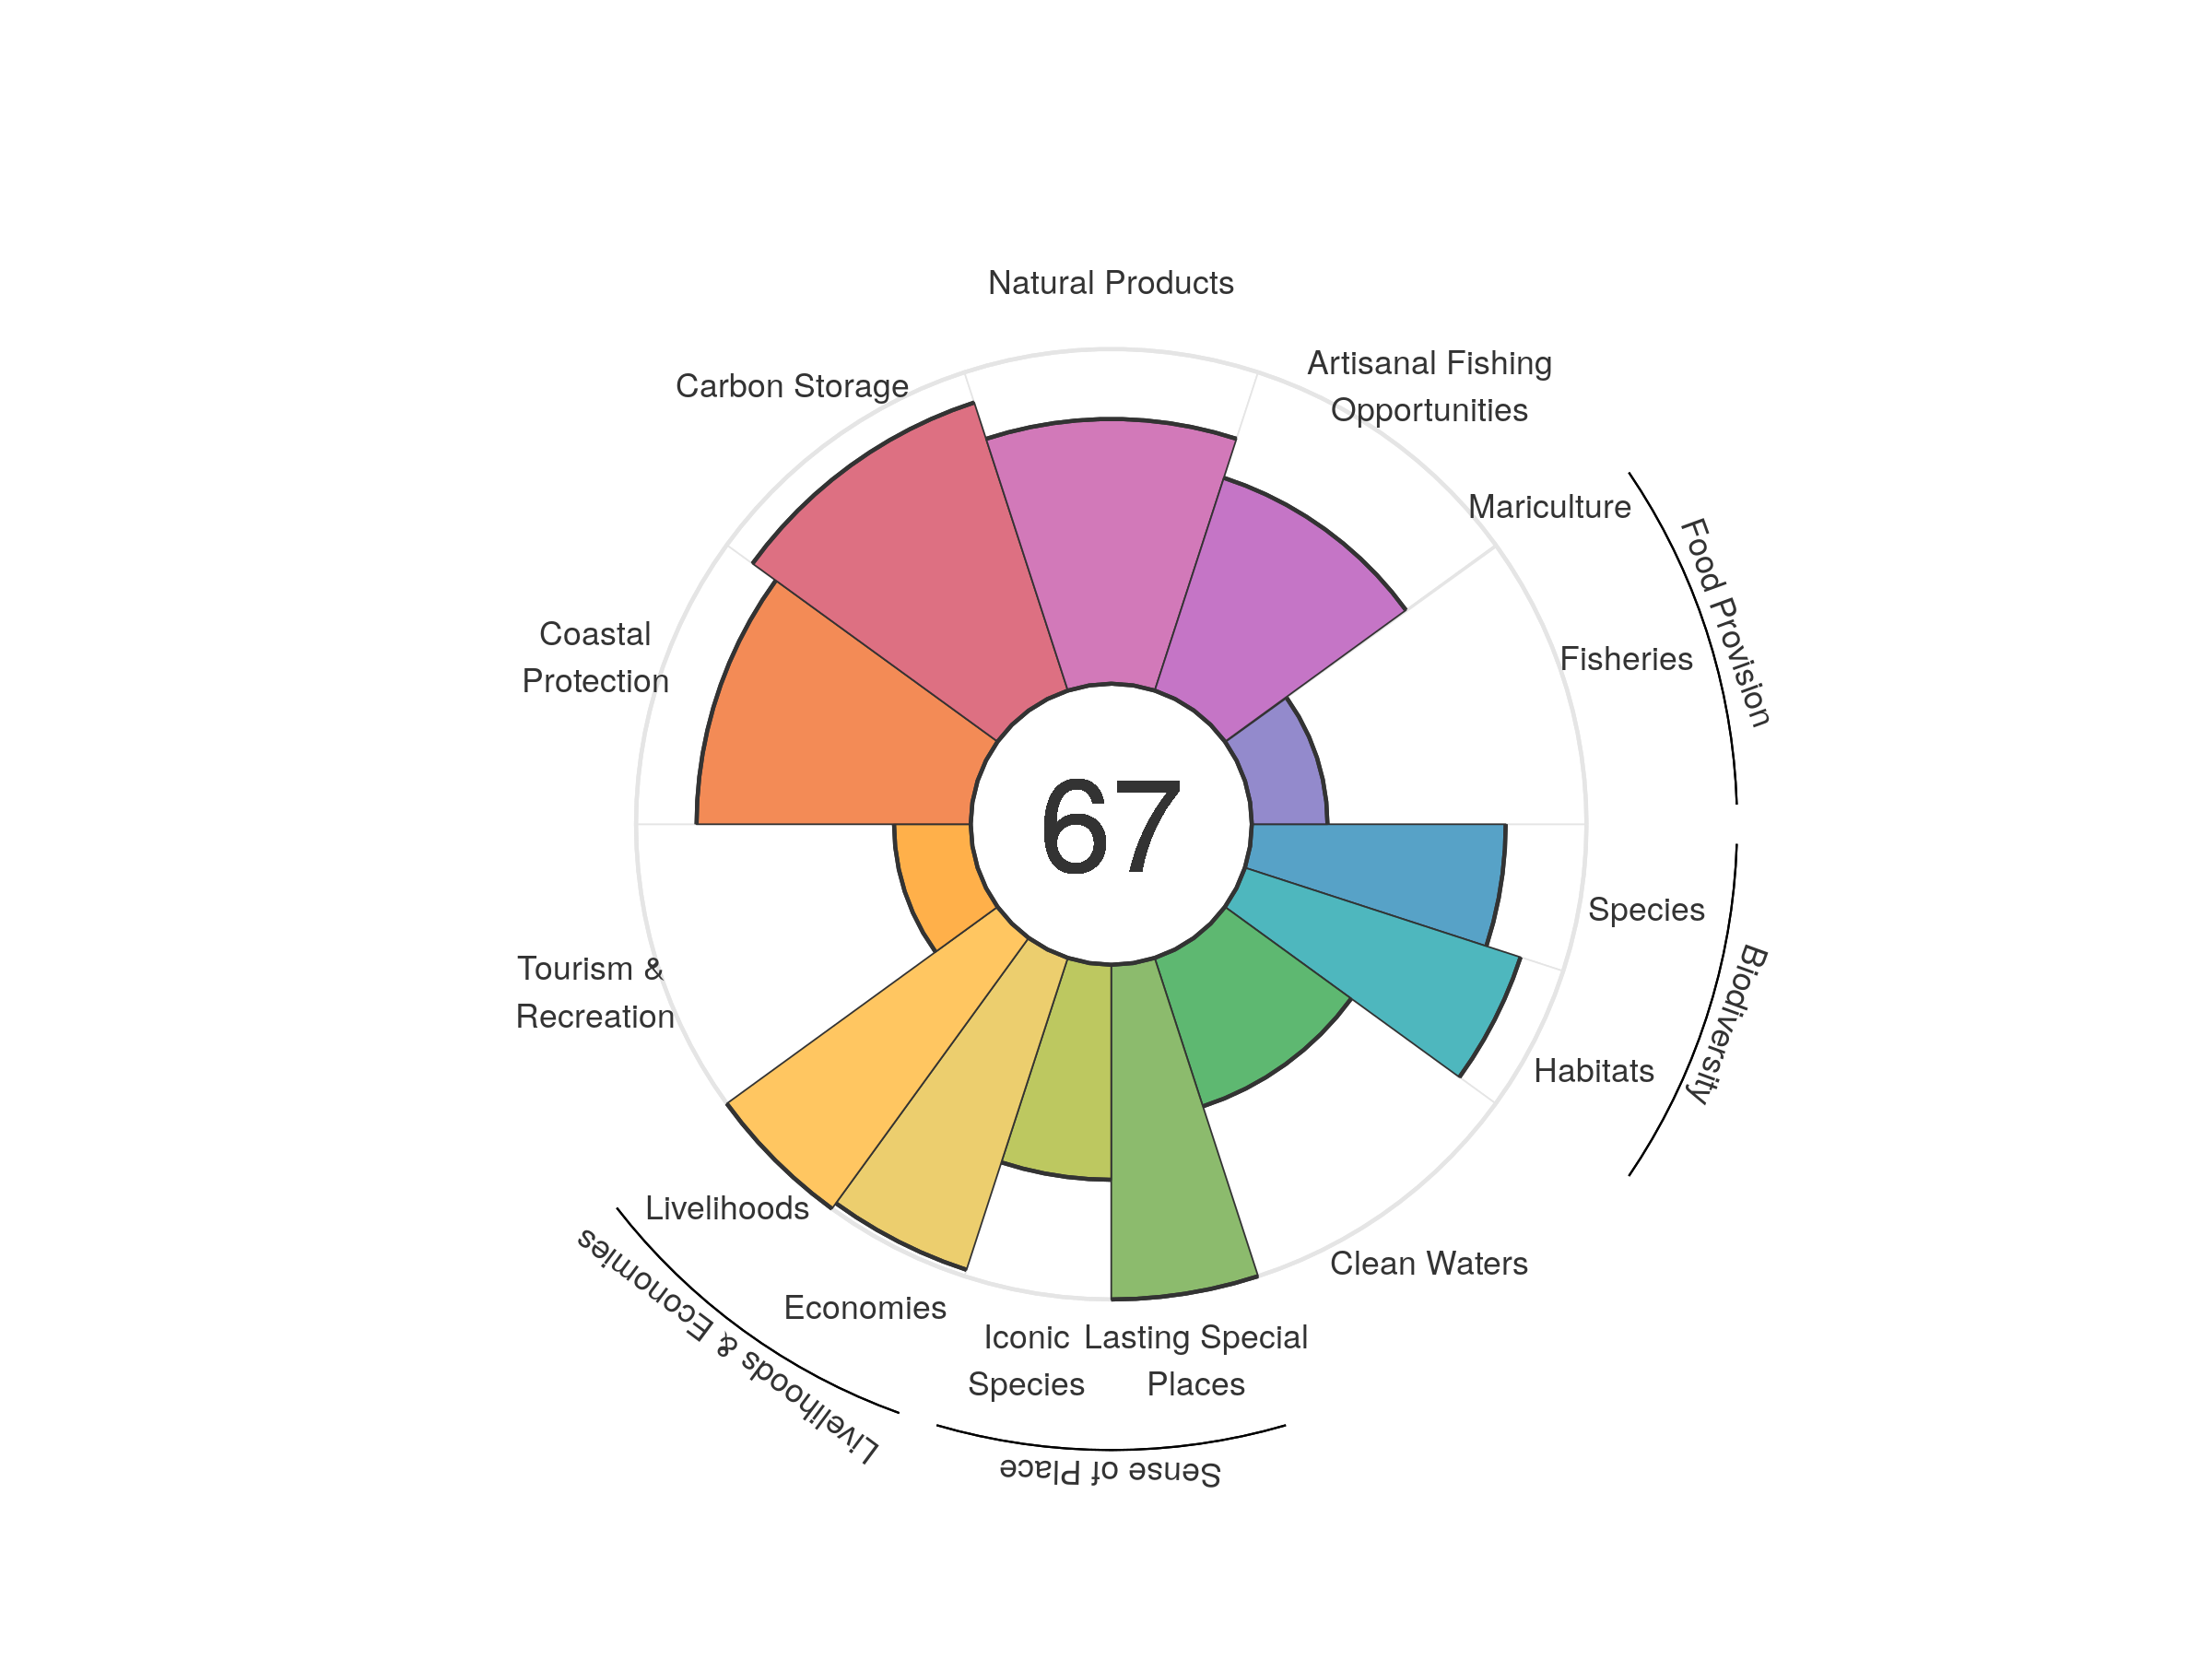 Natural Products
Artisanal Fishing
Opportunities
Carbon Storage
Mariculture
Food Provision
Fisheries
Coastal
Protection
67
Species
Biodiversity
Tourism &
Recreation
Habitats
Livelihoods
Clean Waters
Livelihoods & Economies
Economies
Iconic
Species
Lasting Special
Places
Sense of Place